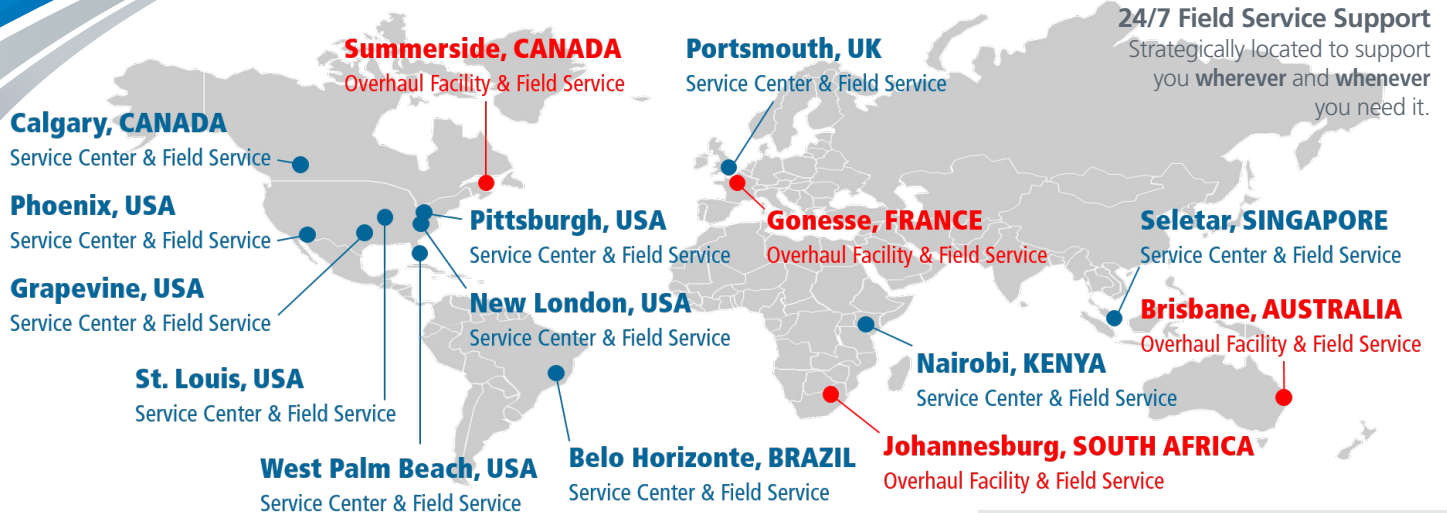 24/7 Field Service Support
Strategically located to support
you wherever and whenever
you need it.
Summerside, CANADA
Overhaul Facility & Field Service
Portsmouth, UK
Service Center & Field Service
Calgary, CANADA
Service Center & Field Service
Phoenix, USA
Service Center & Field Service
Pittsburgh, USA
Service Center & Field Service
Gonesse, FRANCE
Overhaul Facility & Field Service
Seletar, SINGAPORE
Service Center & Field Service
Grapevine, USA
Service Center & Field Service
New London, USA
Service Center & Field Service
Brisbane, AUSTRALIA
Overhaul Facility & Field Service
St. Louis, USA
Service Center & Field Service
Nairobi, KENYA
Service Center & Field Service
West Palm Beach, USA
Service Center & Field Service
Belo Horizonte, BRAZIL
Service Center & Field Service
Johannesburg, SOUTH AFRICA
Overhaul Facility & Field Service